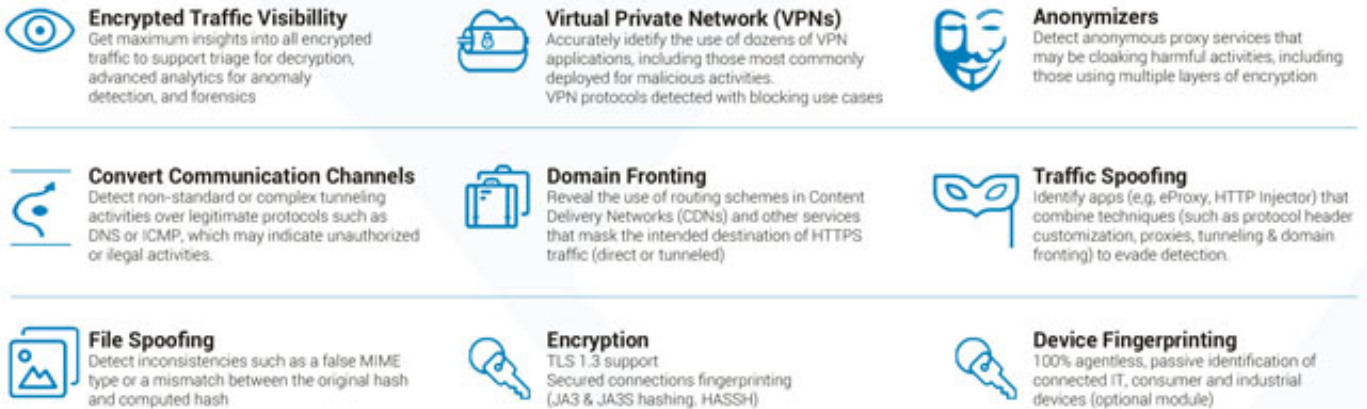 Encrypted Traffic Visibillity
Get maximum insights into all encrypted
traffic to support triage for decryption,
advanced analytics for anomaly
detection, and forensics
Virtual Private Network (VPNs)
Accurately idetify the use of dozens of VPN
applications, including those most commonly
deployed for malicious activities.
VPN protocols detected with blocking use cases
Anonymizers
Detect anonymous proxy services that
may be cloaking harmful activities, including
those using multiple layers of encryption
Convert Communication Channels
Detect non-standard or complex tunneling
activities over legitimate protocols such as
DNS or ICMP, which may indicate unauthorized
or ilegal activities.
Domain Fronting
Reveal the use of routing schemes in Content
Delivery Networks (CDNs) and other services
that mask the intended destination of HTTPS
traffic (direct or tunneled)
Traffic Spoofing
Identify apps (e,g, eProxy, HTTP Injector) that
combine techniques (such as protocol header
customization, proxies, tunneling & domain
fronting) to evade detection.
File Spoofing
Detect inconsistencies such as a false MIME
type or a mismatch between the original hash
and computed hash
Encryption
TLS 1.3 support
Secured connections fingerprinting
(JA3 & JA3S hashing, HASSH)
Device Fingerprinting
100% agentless, passive identification of
connected IT, consumer and industrial
devices (optional module)